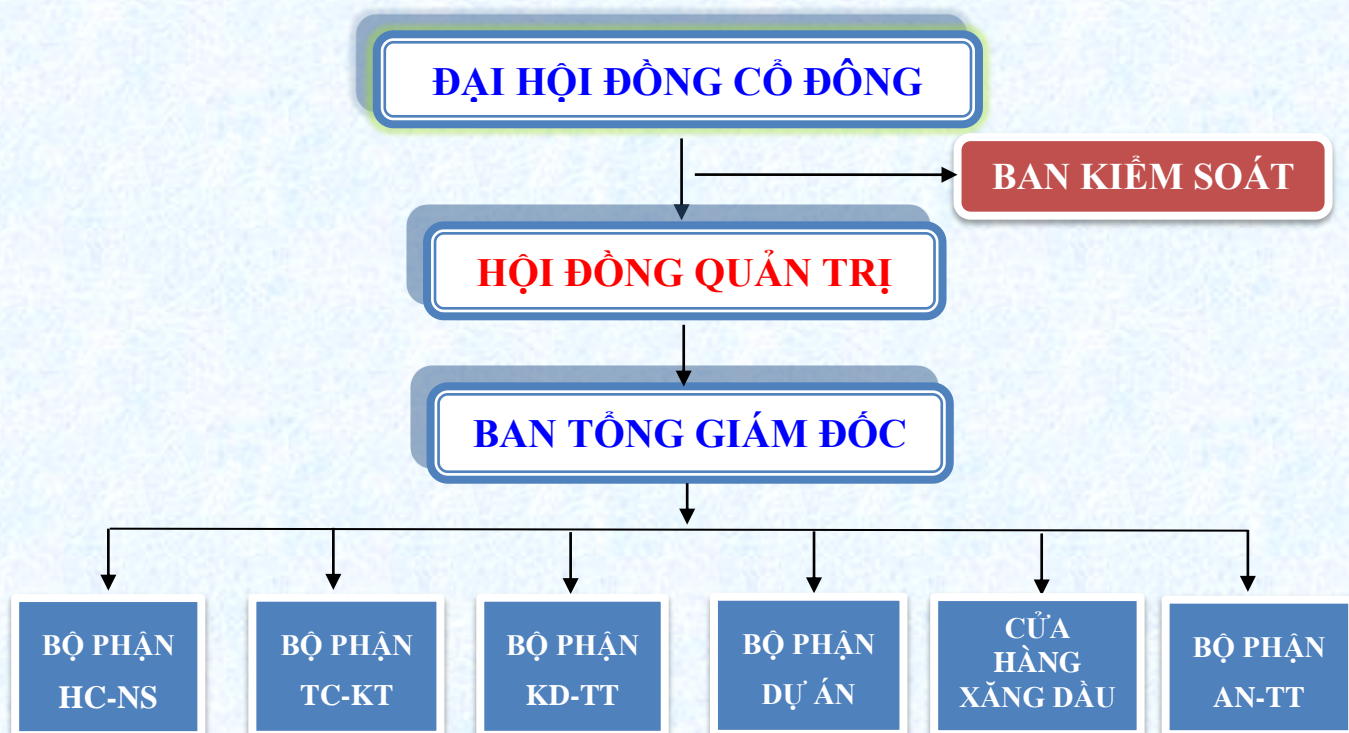 ĐẠI HỘI ĐỒNG CỔ ĐÔNG
BAN KIỂM SOÁT
HỘI ĐỒNG QUẢN TRỊ
BAN TỔNG GIÁM ĐỐC
BỘ PHẬN
HC-NS
BỘ PHẬN
TC-KT
BỘ PHẬN
KD-TT
BỘ PHẬN
DỰ ÁN
CỬA
HÀNG
XĂNG DẦU
BỘ PHẬN
AN-TT